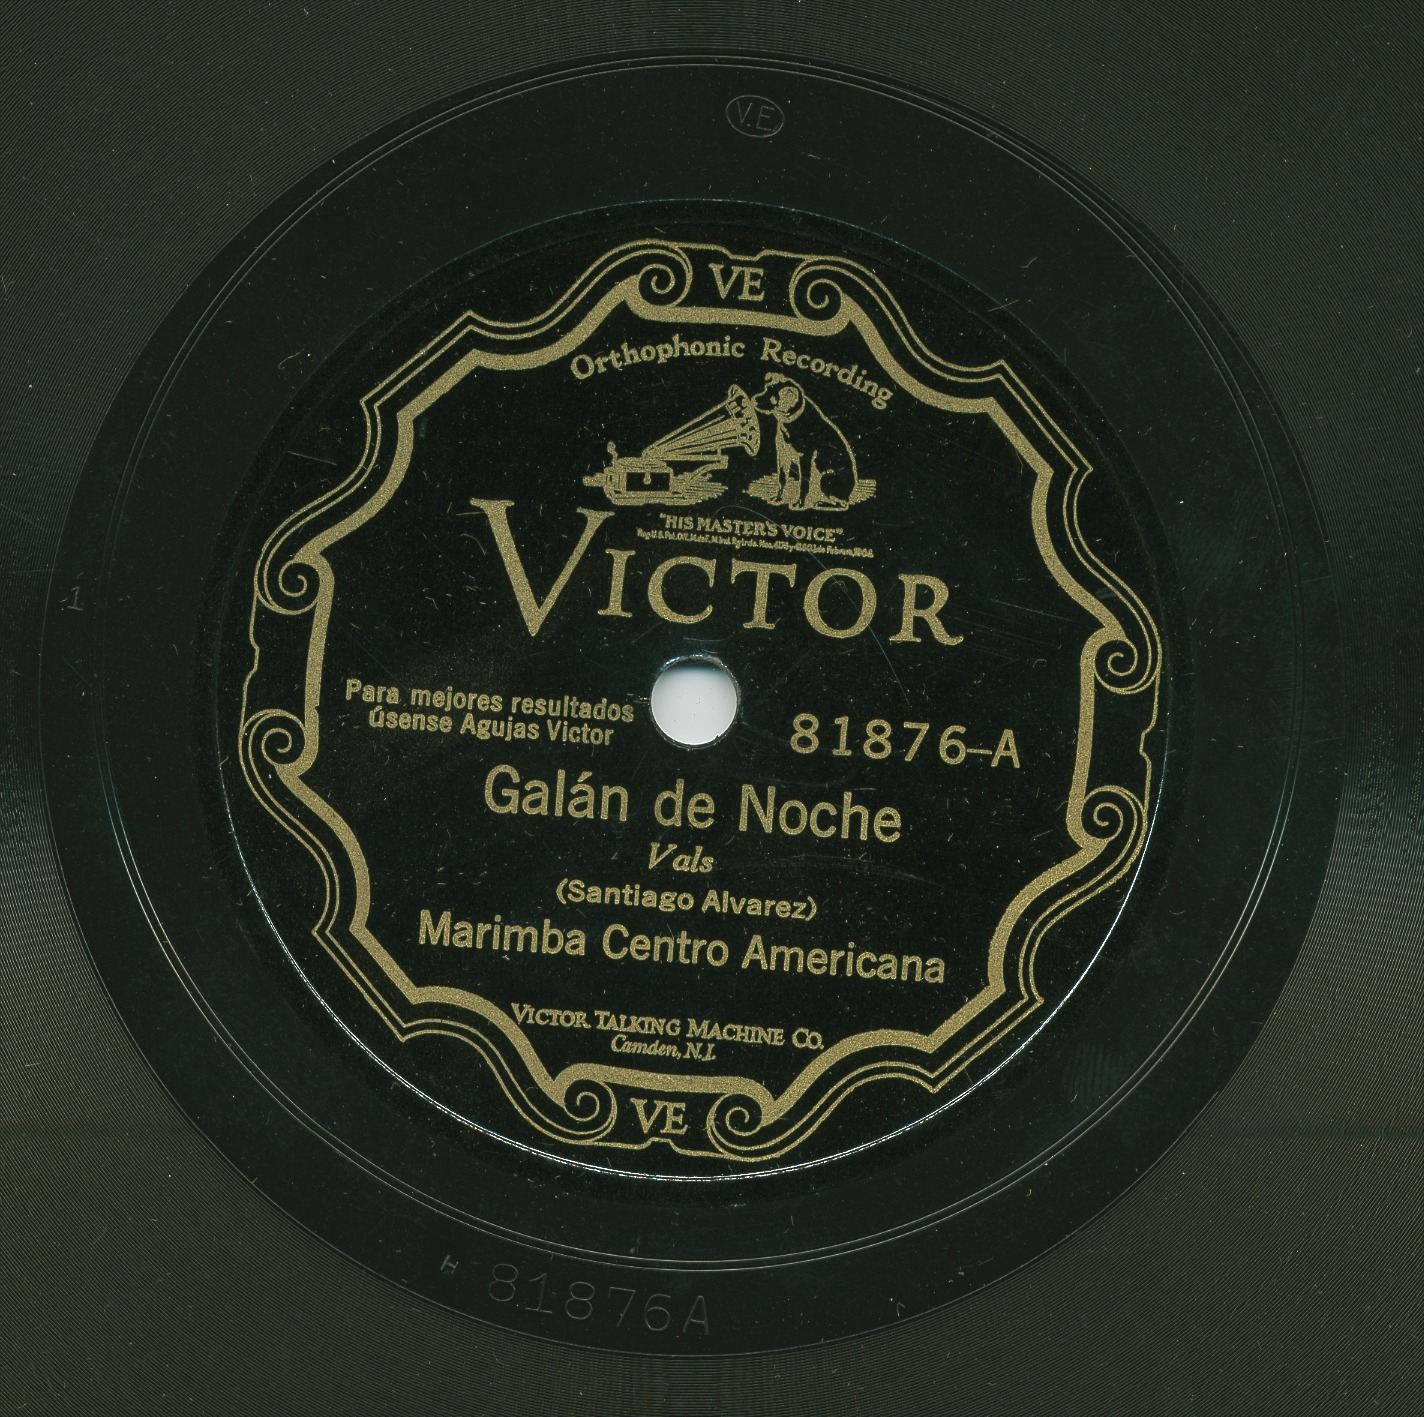 V.E
VE
Orthophonic Recording
"HIS MASTER'S VOICE"
VICTOR
1
Para mejores resultados
úsense Agujas Victor
81876-A
Galán de Noche
Vals
(Santiago Alvarez)
Marimba Centro Americana
VICTOR TALKING MACHINE CO.
Camden, N.J.
VE
H 81876A